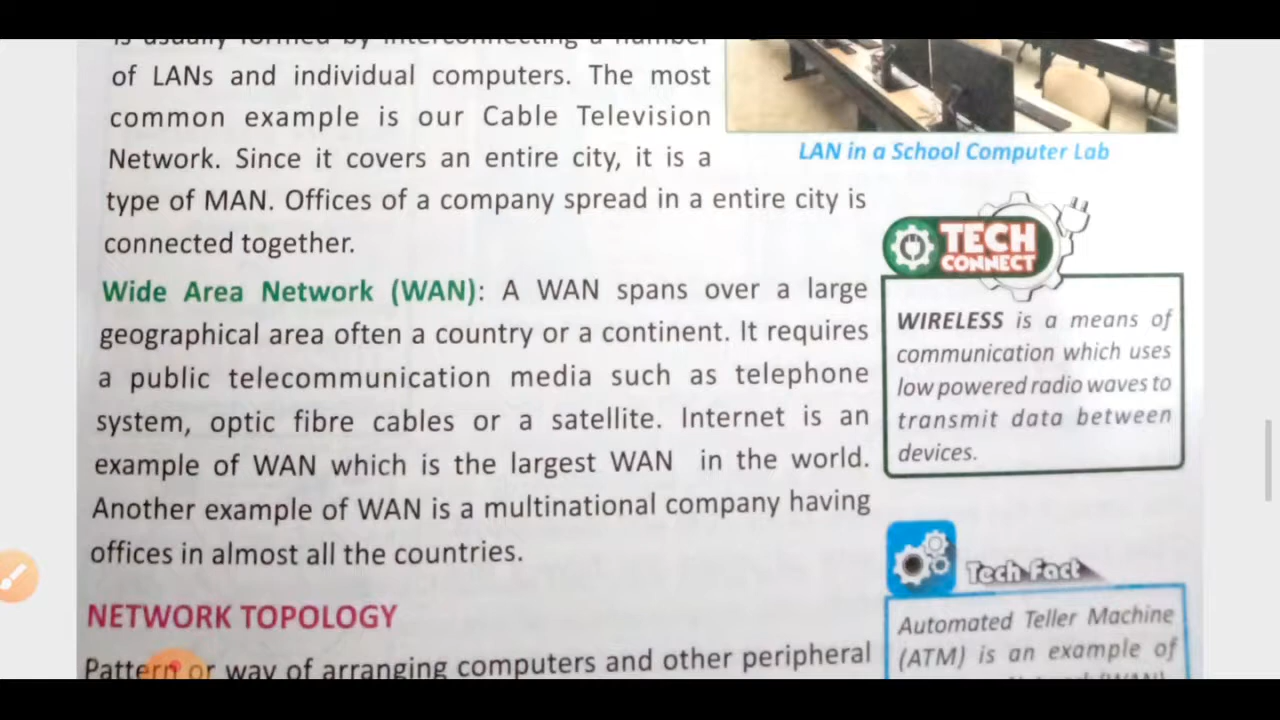 is usually formed by interconnecting a number
of LANs and individual computers. The most
common example is our Cable Television
Network. Since it covers an entire city, it is a
type of MAN. Offices of a company spread in a entire city is
connected together.
Wide Area Network (WAN): A WAN spans over a large
geographical area often a country or a continent. It requires
a public telecommunication media such as telephone
system, optic fibre cables or a satellite. Internet is an
example of WAN which is the largest WAN in the world.
Another example of WAN is a multinational company having
offices in almost all the countries.
NETWORK TOPOLOGY
Pattern or way of arranging computers and other peripheral
LAN in a School Computer Lab
TECH
CONNECT
WIRELESS is a means of
communication which uses
low powered radio waves to
transmit data between
devices.
Tech Fact
Automated Teller Machine
(ATM) is an example of
(WAN).